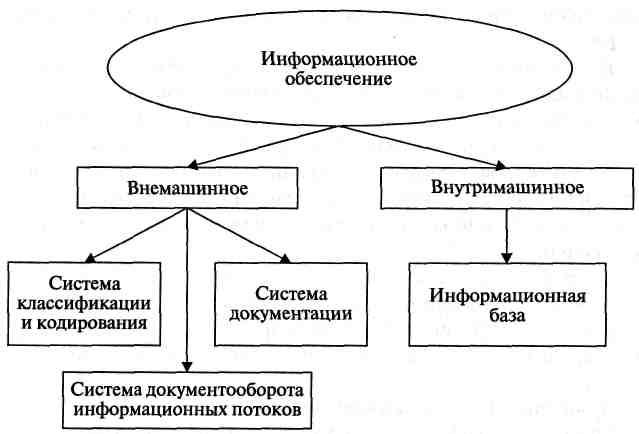 Информационное
обеспечение
Внемашинное
Внутримашинное
Система
классификации
и кодирования
Система
документации
Информационная
база
Система документооборота
информационных потоков